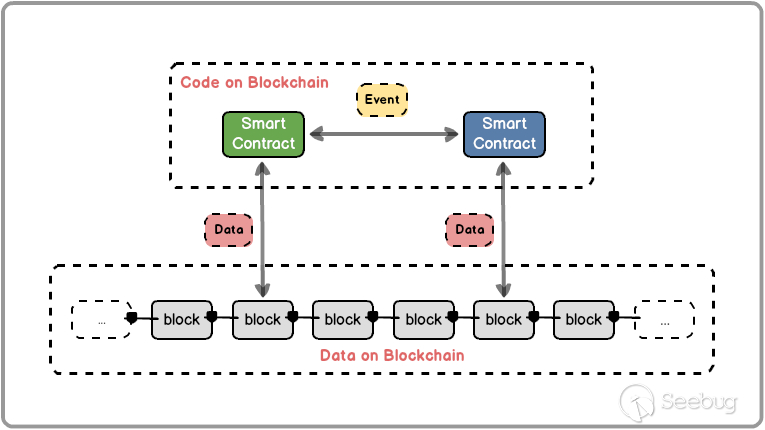 Code on Blockchain
Event
Smart
Contract
Smart
Contract
Data
Data
...
block
block
block
block
block
block
...
Data on Blockchain
Seebug